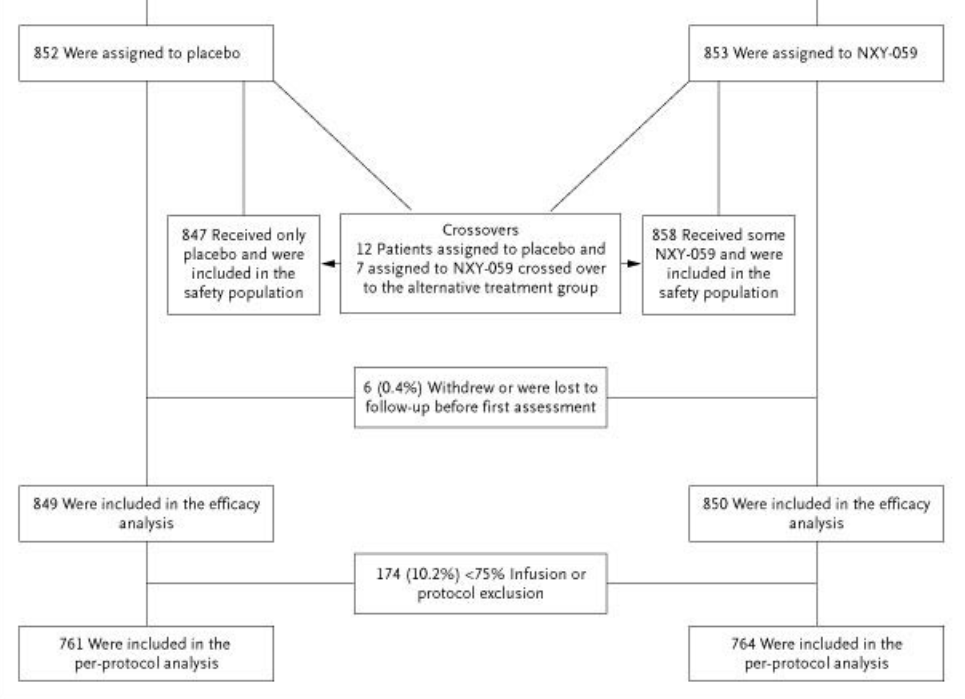 852 Were assigned to placebo
853 Were assigned to NXY-059
847 Received only
placebo and were
included in the
safety population
Crossovers
12 Patients assigned to placebo and
7 assigned to NXY-059 crossed over
to the alternative treatment group
858 Received some
NXY-059 and were
included in the
safety population
6 (0.4%) Withdrew or were lost to
follow-up before first assessment
849 Were included in the efficacy
analysis
850 Were included in the efficacy
analysis
174 (10.2%) <75% Infusion or
protocol exclusion
761 Were included in the
per-protocol analysis
764 Were included in the
per-protocol analysis